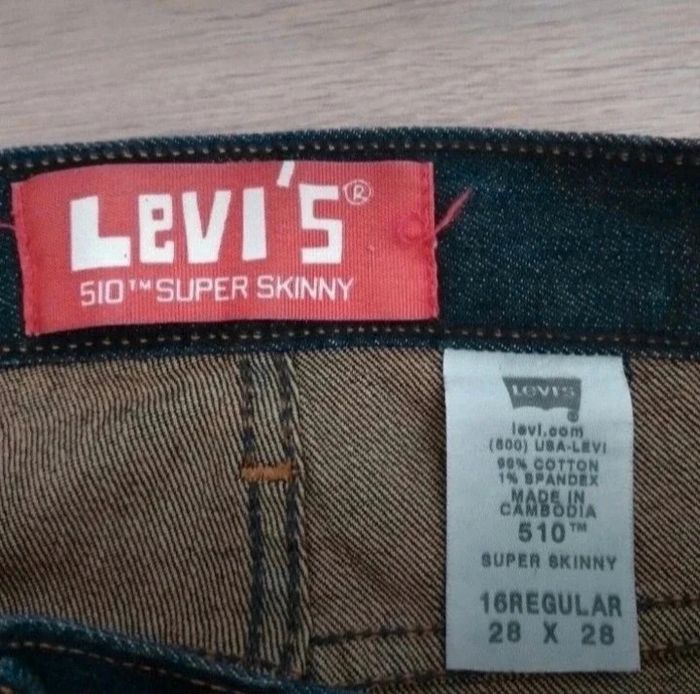 LEVI'S®
510™ SUPER SKINNY
LEVI'S
®
levi.com
(800) USA-LEVI
99% COTTON
1% SPANDEX
MADE IN
CAMBODIA
510™
SUPER SKINNY
16REGULAR
28 X 28